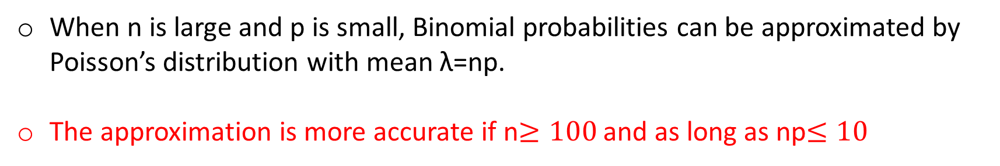 ○ When n is large and p is small, Binomial probabilities can be approximated by
Poisson’s distribution with mean λ=np.
○ The approximation is more accurate if n≥ 100 and as long as np≤ 10